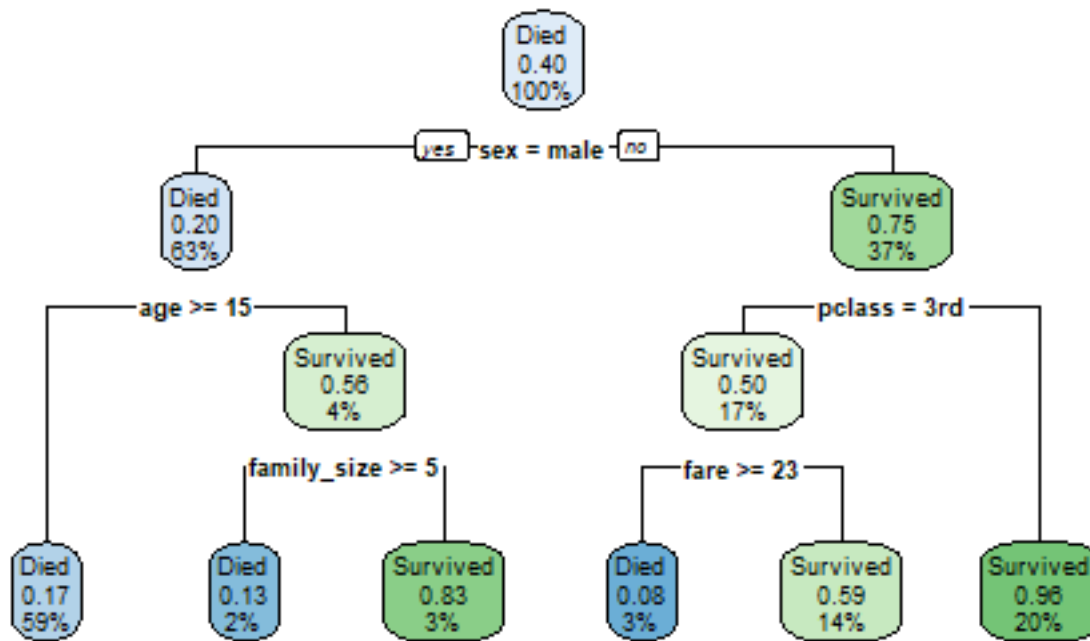 Died
0.40
100%
yes sex = male no
Died
0.20
63%
Survived
0.75
37%
age >= 15
pclass = 3rd
Survived
0.56
4%
Survived
0.50
17%
family_size >= 5
fare >= 23
Died
0.17
59%
Died
0.13
2%
Survived
0.83
3%
Died
0.08
3%
Survived
0.59
14%
Survived
0.96
20%